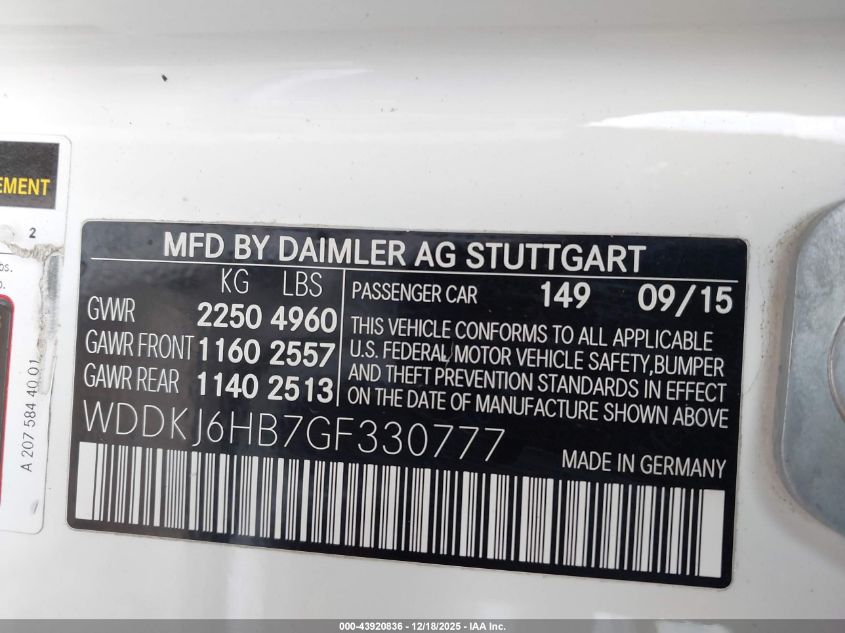 EMENT
2
bs.
b.
A 207 584 40 01
MFD BY DAIMLER AG STUTTGART
KG LBS
GVWR 2250 4960
GAWR FRONT 1160 2557
GAWR REAR 1140 2513
PASSENGER CAR 149 09/15
THIS VEHICLE CONFORMS TO ALL APPLICABLE
U.S. FEDERAL MOTOR VEHICLE SAFETY,BUMPER
AND THEFT PREVENTION STANDARDS IN EFFECT
ON THE DATE OF MANUFACTURE SHOWN ABOVE
WDDKJ6HB7GF330777
MADE IN GERMANY
000-43920836 - 12/18/2025 - IAA Inc.